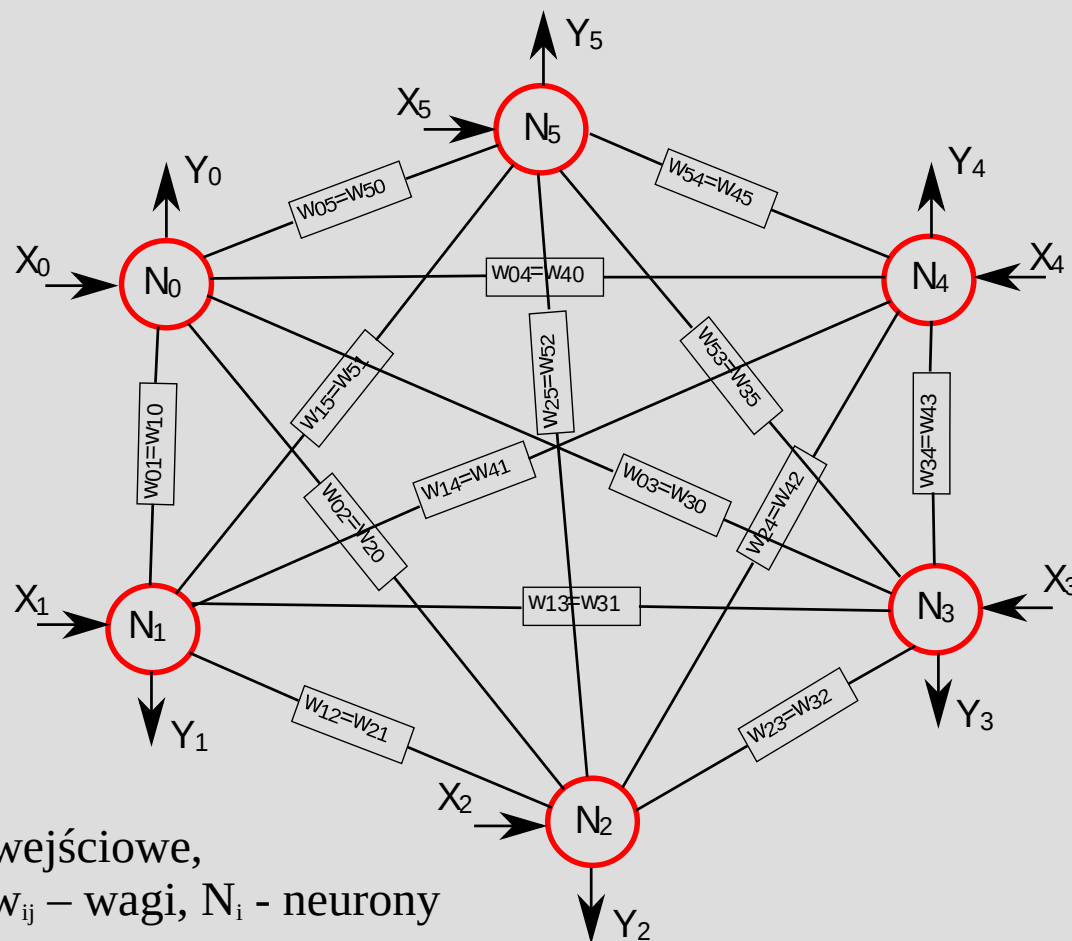 Y5
X5
N5
Y0
Y4
W05=W50
W54=W45
X0
N0
W04=W40
N4
X4
W15=W51
W25=W52
W53=W35
W01=W10
W34=W43
W14=W41
W03=W30
W02=W20
W24=W42
X1
N1
W13=W31
N3
X3
Y1
W12=W21
W23=W32
Y3
X2
N2
wejściowe,
wij – wagi, Ni - neurony
Y2